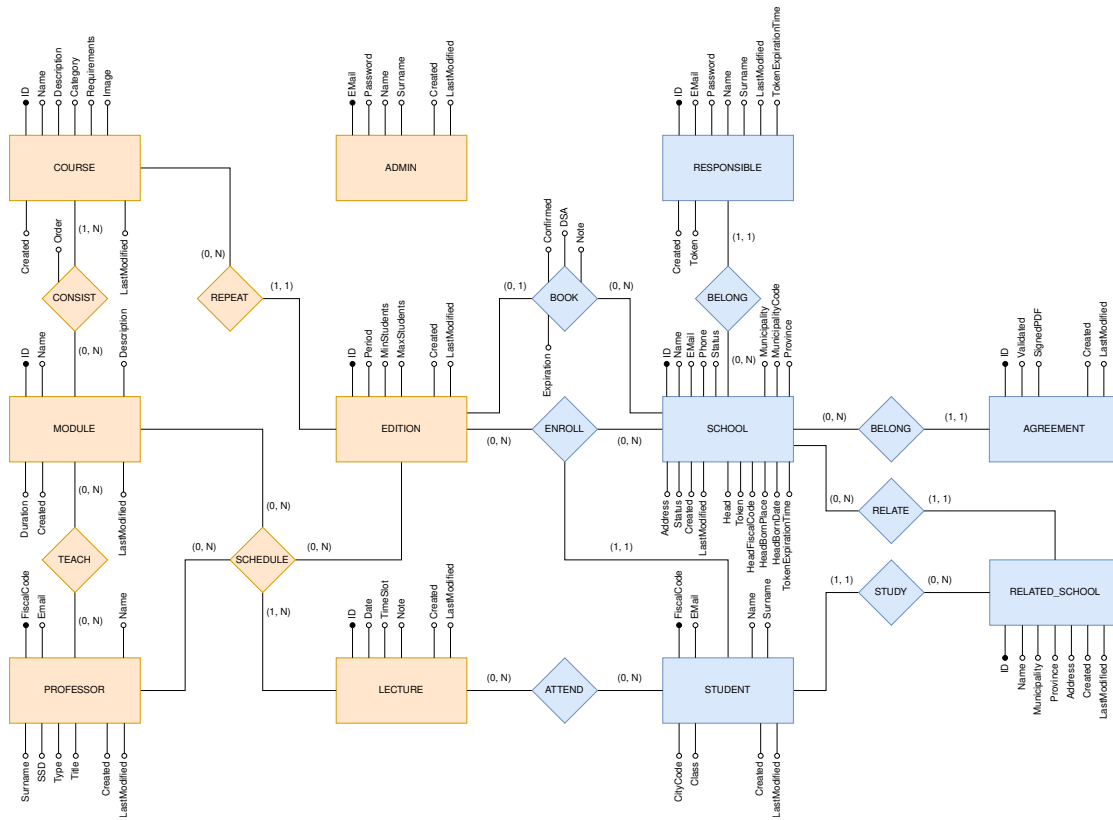 ID
Name
Description
Category
Requirements
Image
COURSE
Created
Order
LastModified
(1, N)
CONSIST
(0, N)
REPEAT
(0, N)
(1, 1)
EMail
Password
Name
Surname
Created
LastModified
ADMIN
ID
EMail
Password
Name
Surname
LastModified
TokenExpirationTime
RESPONSIBLE
Created
Token
(1, 1)
BELONG
(0, N)
Confirmed
DSA
Note
(0, 1)
BOOK
(0, N)
Expiration
ID
Name
Created
Description
MODULE
Duration
Created
LastModified
(0, N)
TEACH
(0, N)
ID
Period
MinStudents
MaxStudents
Created
LastModified
EDITION
(0, N)
ENROLL
(0, N)
(1, 1)
ID
Name
EMail
Phone
Status
Municipality
MunicipalityCode
Province
SCHOOL
Address
Status
Created
LastModified
Head
Token
HeadFiscalCode
HeadBornPlace
HeadBornDate
TokenExpirationTime
(0, N)
BELONG
(1, 1)
ID
Validated
SignedPDF
Created
LastModified
AGREEMENT
(0, N)
RELATE
(1, 1)
(0, N)
(0, N)
SCHEDULE
(0, N)
(1, N)
FiscalCode
Email
Name
PROFESSOR
Surname
SSD
Type
Title
Created
LastModified
ID
Date
TimeSlot
Note
Created
LastModified
LECTURE
(0, N)
ATTEND
(0, N)
FiscalCode
EMail
Name
Surname
STUDENT
CityCode
Class
Created
LastModified
(1, 1)
STUDY
(0, N)
RELATED_SCHOOL
ID
Name
Municipality
Province
Address
Created
LastModified